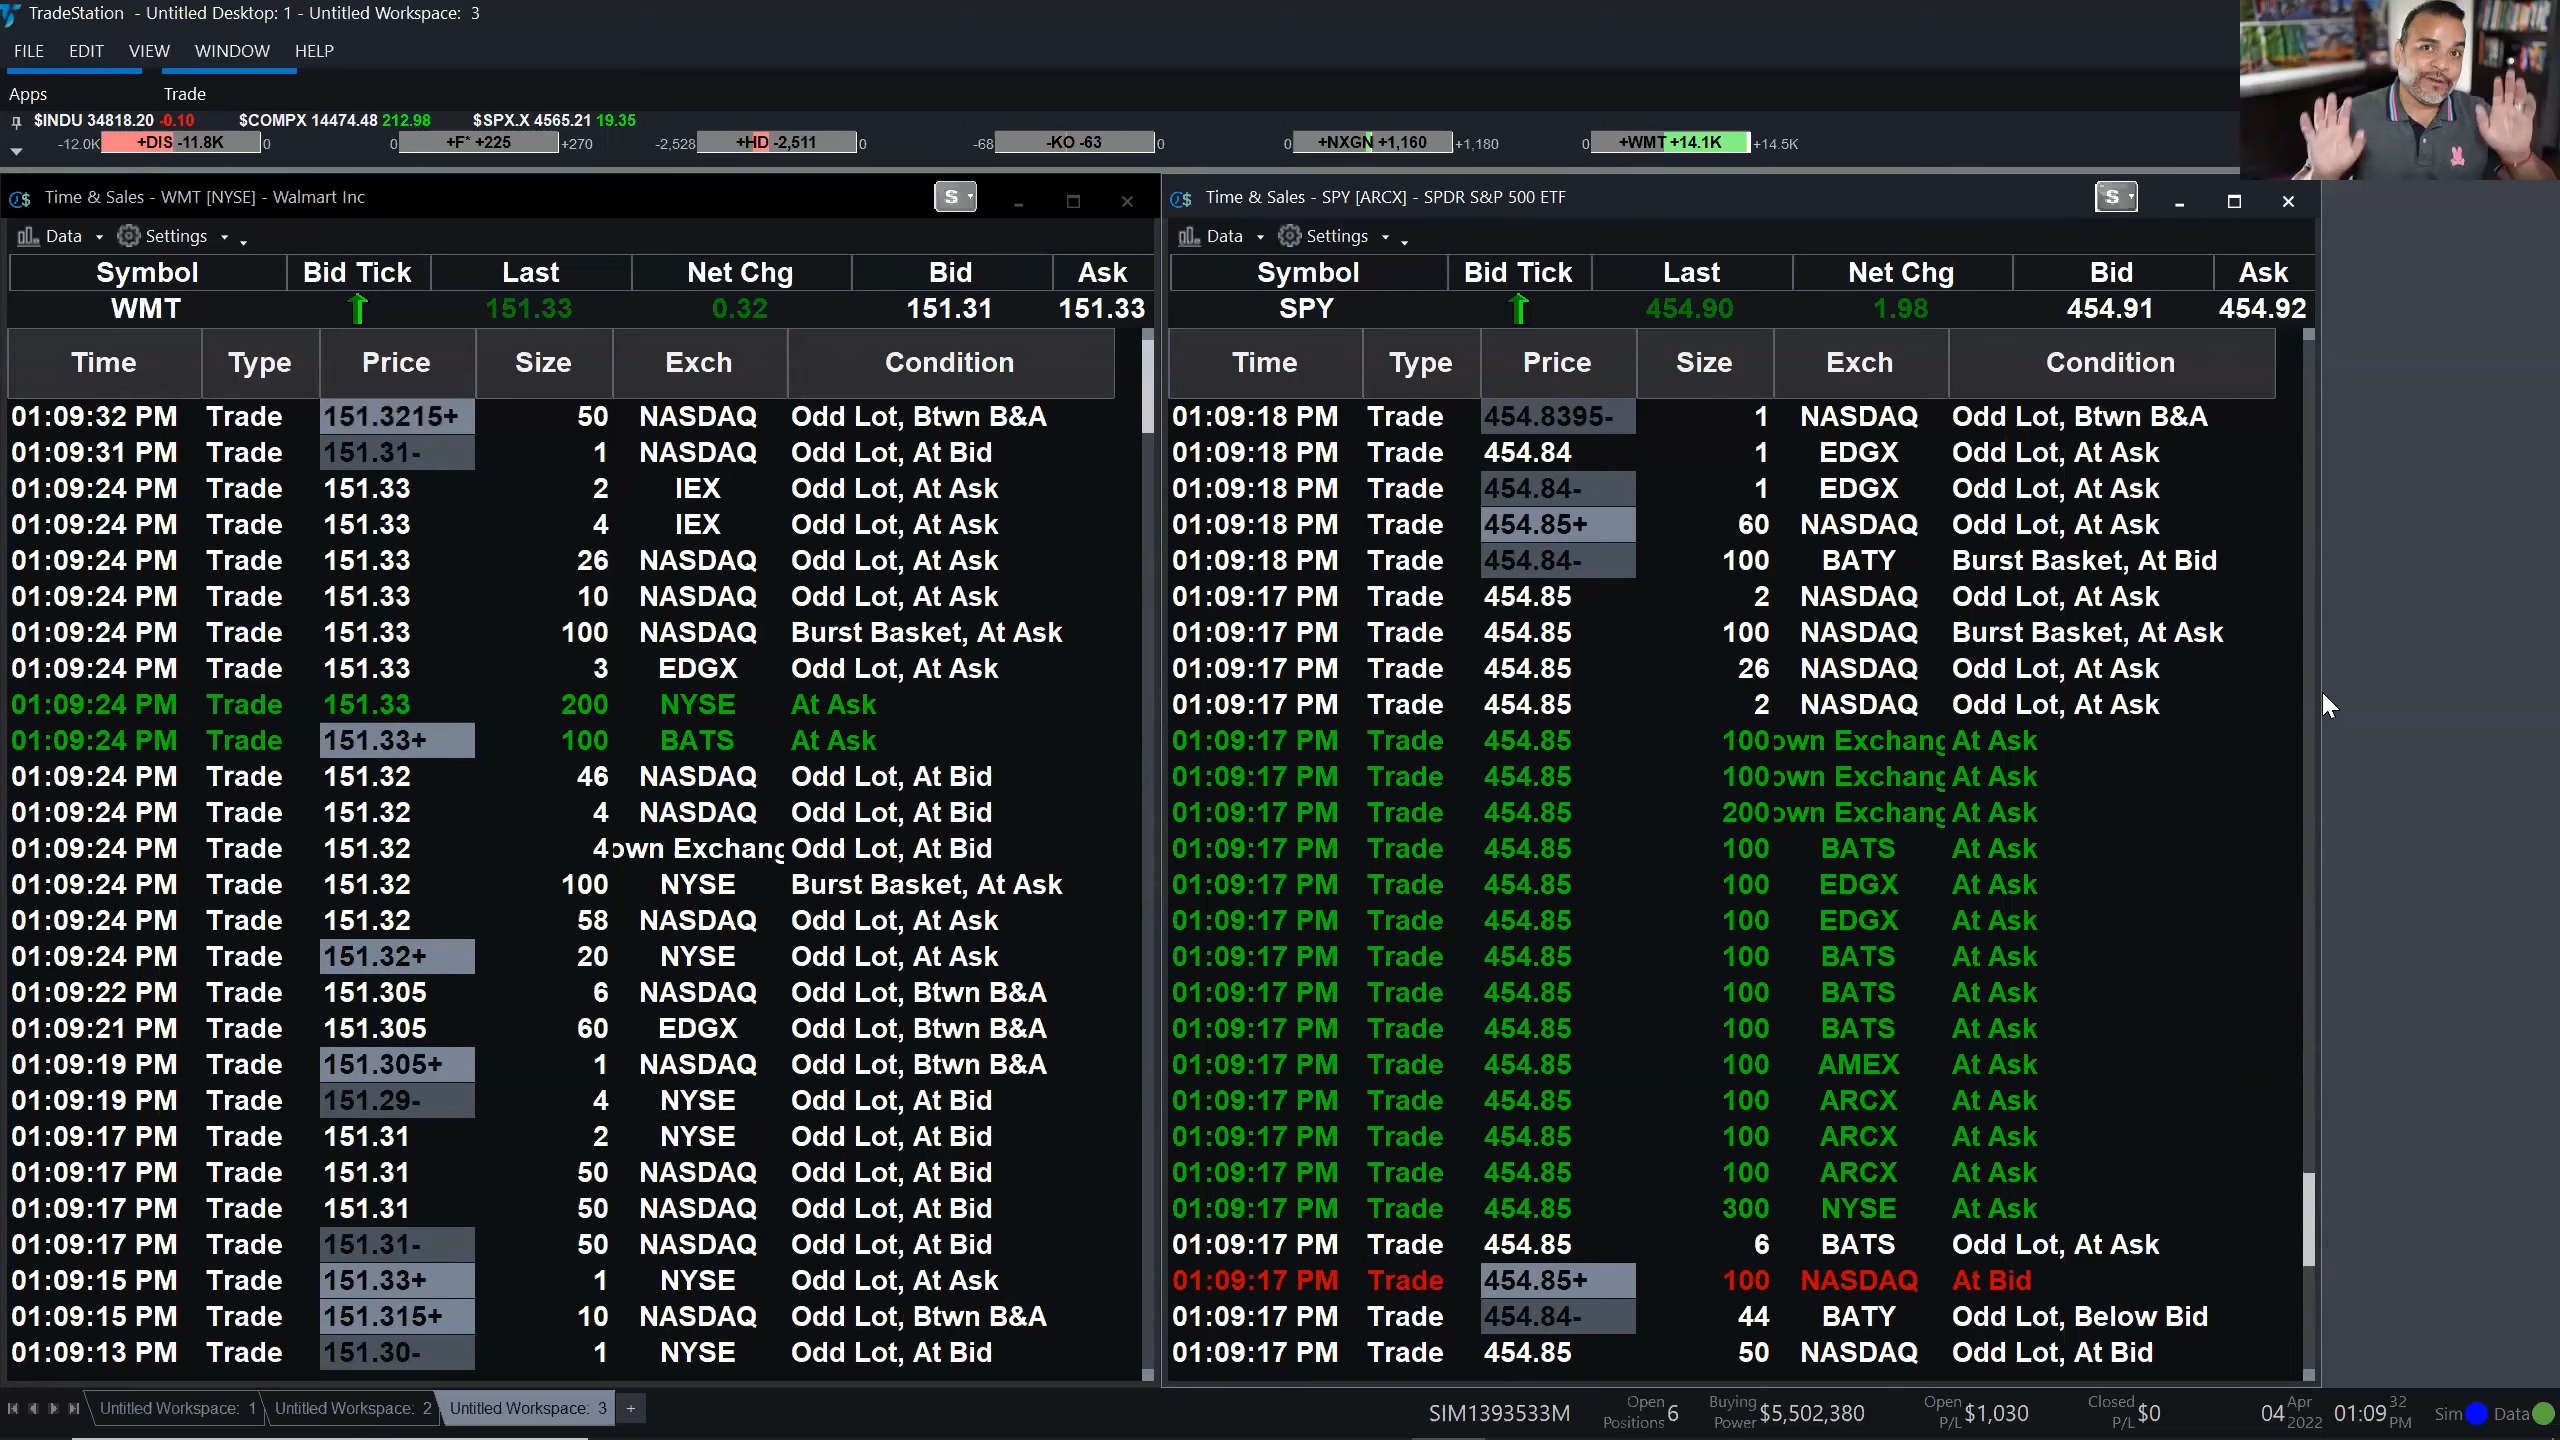 TradeStation - Untitled Desktop: 1 - Untitled Workspace: 3
FILE EDIT VIEW WINDOW HELP
Apps Trade
$INDU 34818.20 -0.10 $COMPX 14474.48 212.98 $SPX.X 4565.21 19.35
-12.0K +DIS -11.8K 0 0 +F* +225 +270 -2,528 +HD -2,511 0 -68 -KO -63 0 0 +NXGN +1,160 +1,180 0 +WMT +14.1K +14.5K
Time & Sales - WMT [NYSE] - Walmart Inc S
Data Settings
Symbol Bid Tick Last Net Chg Bid Ask
WMT 151.33 0.32 151.31 151.33
Time Type Price Size Exch Condition
01:09:32 PM Trade 151.3215+ 50 NASDAQ Odd Lot, Btwn B&A
01:09:31 PM Trade 151.31- 1 NASDAQ Odd Lot, At Bid
01:09:24 PM Trade 151.33 2 IEX Odd Lot, At Ask
01:09:24 PM Trade 151.33 4 IEX Odd Lot, At Ask
01:09:24 PM Trade 151.33 26 NASDAQ Odd Lot, At Ask
01:09:24 PM Trade 151.33 10 NASDAQ Odd Lot, At Ask
01:09:24 PM Trade 151.33 100 NASDAQ Burst Basket, At Ask
01:09:24 PM Trade 151.33 3 EDGX Odd Lot, At Ask
01:09:24 PM Trade 151.33 200 NYSE At Ask
01:09:24 PM Trade 151.33+ 100 BATS At Ask
01:09:24 PM Trade 151.32 46 NASDAQ Odd Lot, At Bid
01:09:24 PM Trade 151.32 4 NASDAQ Odd Lot, At Bid
01:09:24 PM Trade 151.32 4 own Exchang Odd Lot, At Bid
01:09:24 PM Trade 151.32 100 NYSE Burst Basket, At Ask
01:09:24 PM Trade 151.32 58 NASDAQ Odd Lot, At Ask
01:09:24 PM Trade 151.32+ 20 NYSE Odd Lot, At Ask
01:09:22 PM Trade 151.305 6 NASDAQ Odd Lot, Btwn B&A
01:09:21 PM Trade 151.305 60 EDGX Odd Lot, Btwn B&A
01:09:19 PM Trade 151.305+ 1 NASDAQ Odd Lot, Btwn B&A
01:09:19 PM Trade 151.29- 4 NYSE Odd Lot, At Bid
01:09:17 PM Trade 151.31 2 NYSE Odd Lot, At Bid
01:09:17 PM Trade 151.31 50 NASDAQ Odd Lot, At Bid
01:09:17 PM Trade 151.31 50 NASDAQ Odd Lot, At Bid
01:09:17 PM Trade 151.31- 50 NASDAQ Odd Lot, At Bid
01:09:15 PM Trade 151.33+ 1 NYSE Odd Lot, At Ask
01:09:15 PM Trade 151.315+ 10 NASDAQ Odd Lot, Btwn B&A
01:09:13 PM Trade 151.30- 1 NYSE Odd Lot, At Bid
Time & Sales - SPY [ARCX] - SPDR S&P 500 ETF S
Data Settings
Symbol Bid Tick Last Net Chg Bid Ask
SPY 454.90 1.98 454.91 454.92
Time Type Price Size Exch Condition
01:09:18 PM Trade 454.8395- 1 NASDAQ Odd Lot, Btwn B&A
01:09:18 PM Trade 454.84 1 EDGX Odd Lot, At Ask
01:09:18 PM Trade 454.84- 1 EDGX Odd Lot, At Ask
01:09:18 PM Trade 454.85+ 60 NASDAQ Odd Lot, At Ask
01:09:18 PM Trade 454.84- 100 BATY Burst Basket, At Bid
01:09:17 PM Trade 454.85 2 NASDAQ Odd Lot, At Ask
01:09:17 PM Trade 454.85 100 NASDAQ Burst Basket, At Ask
01:09:17 PM Trade 454.85 26 NASDAQ Odd Lot, At Ask
01:09:17 PM Trade 454.85 2 NASDAQ Odd Lot, At Ask
01:09:17 PM Trade 454.85 100 own Exchang At Ask
01:09:17 PM Trade 454.85 100 own Exchang At Ask
01:09:17 PM Trade 454.85 200 own Exchang At Ask
01:09:17 PM Trade 454.85 100 BATS At Ask
01:09:17 PM Trade 454.85 100 EDGX At Ask
01:09:17 PM Trade 454.85 100 EDGX At Ask
01:09:17 PM Trade 454.85 100 BATS At Ask
01:09:17 PM Trade 454.85 100 BATS At Ask
01:09:17 PM Trade 454.85 100 BATS At Ask
01:09:17 PM Trade 454.85 100 AMEX At Ask
01:09:17 PM Trade 454.85 100 ARCX At Ask
01:09:17 PM Trade 454.85 100 ARCX At Ask
01:09:17 PM Trade 454.85 100 ARCX At Ask
01:09:17 PM Trade 454.85 300 NYSE At Ask
01:09:17 PM Trade 454.85 6 BATS Odd Lot, At Ask
01:09:17 PM Trade 454.85+ 100 NASDAQ At Bid
01:09:17 PM Trade 454.84- 44 BATY Odd Lot, Below Bid
01:09:17 PM Trade 454.85 50 NASDAQ Odd Lot, At Bid
Untitled Workspace: 1 Untitled Workspace: 2 Untitled Workspace: 3 +
SIM1393533M Open Positions 6 Buying Power $5,502,380 Open P/L $1,030 Closed P/L $0 04 Apr 2022 01:09 32 PM Sim Data